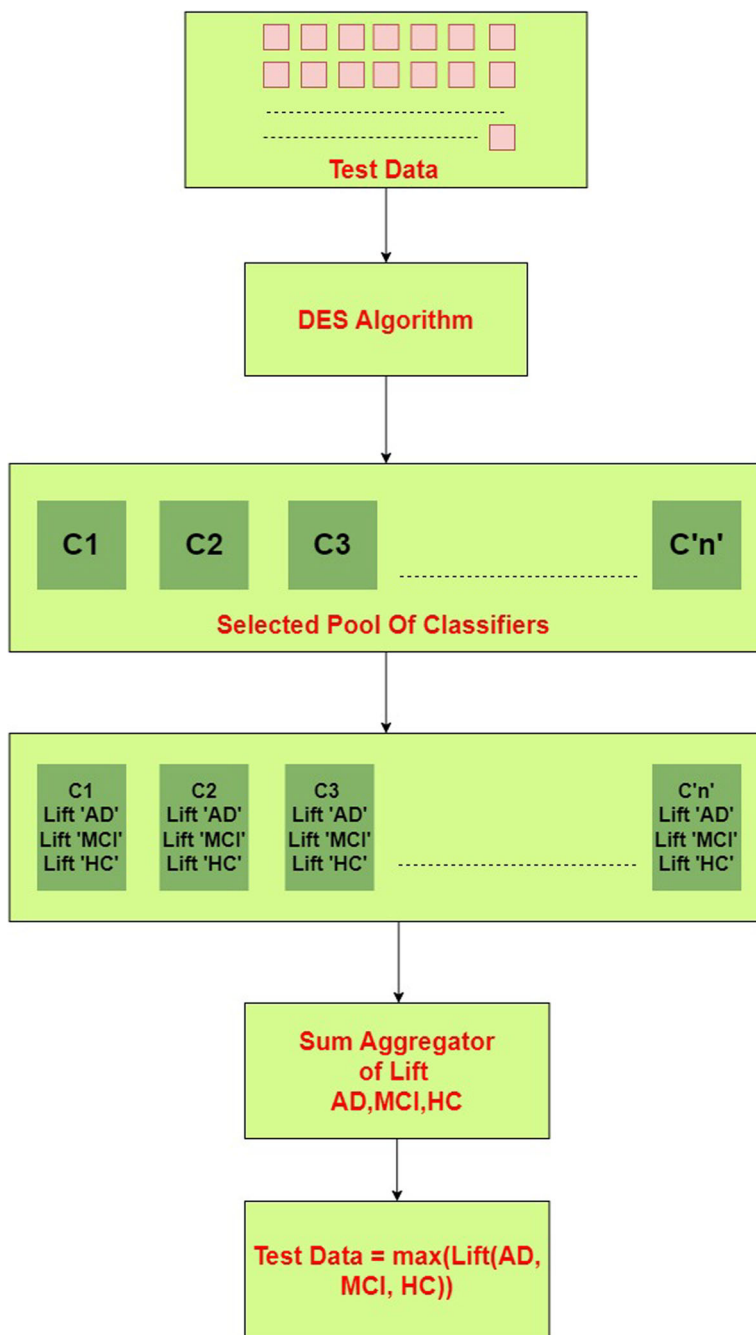 Test Data
DES Algorithm
C1 C2 C3 C'n'
Selected Pool Of Classifiers
C1 C2 C3 C'n'
Lift 'AD' Lift 'AD' Lift 'AD' Lift 'AD'
Lift 'MCI' Lift 'MCI' Lift 'MCI' Lift 'MCI'
Lift 'HC' Lift 'HC' Lift 'HC' Lift 'HC'
Sum Aggregator
of Lift
AD,MCI,HC
Test Data = max(Lift(AD,
MCI, HC))